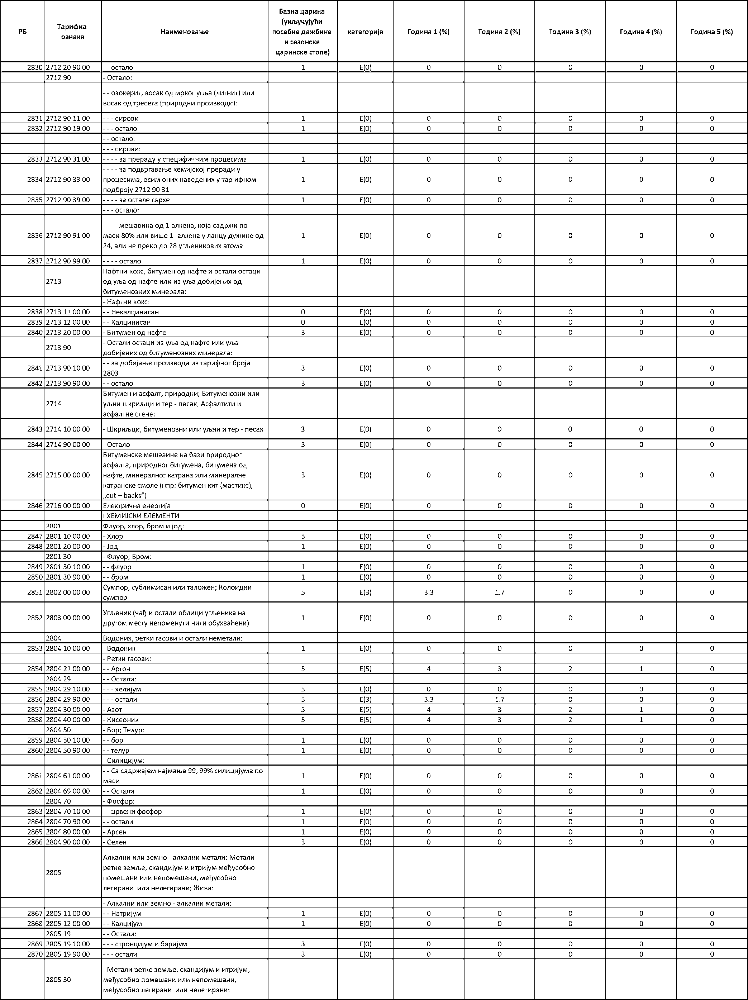 РБ Тарифна ознака Наименовање Базна царина (укључујући посебне дажбине и сезонске царинске стопе) категорија Година 1 (%) Година 2 (%) Година 3 (%) Година 4 (%) Година 5 (%)
2830 2712 20 90 00 - - остало 1 E(0) 0 0 0 0 0
2712 90 - Остало:
- - озокерит, восак од мрког угља (лигнит) или
восак од тресета (природни производи):
2831 2712 90 11 00 - - - сирови 1 E(0) 0 0 0 0 0
2832 2712 90 19 00 - - - остало 1 E(0) 0 0 0 0 0
- - остало:
- - - сирови:
2833 2712 90 31 00 - - - - за прераду у специфичним процесима 1 E(0) 0 0 0 0 0
- - - - за подвргавање хемијској преради у
2834 2712 90 33 00 процесима, осим оних наведених у тар ифном 1 E(0) 0 0 0 0 0
подброју 2712 90 31
2835 2712 90 39 00 - - - - за остале сврхе 1 E(0) 0 0 0 0 0
- - - остало:
- - - - мешавина од 1-алкена, која садржи по
2836 2712 90 91 00 маси 80% или више 1- алкена у ланцу дужине од 1 E(0) 0 0 0 0 0
24, али не преко до 28 угљеникових атома
2837 2712 90 99 00 - - - - остало 1 E(0) 0 0 0 0 0
Нафтни кокс, битумен од нафте и остали остаци
2713 од уља од нафте или из уља добијених од
битуменозних минерала:
- Нафтни кокс:
2838 2713 11 00 00 - - Некалцинисан 0 E(0) 0 0 0 0 0
2839 2713 12 00 00 - - Калцинисан 0 E(0) 0 0 0 0 0
2840 2713 20 00 00 - Битумен од нафте 3 E(0) 0 0 0 0 0
2713 90 - Остали остаци из уља од нафте или уља
добијених од битуменозних минерала:
2841 2713 90 10 00 - - за добијање производа из тарифног броја 3 E(0) 0 0 0 0 0
2803
2842 2713 90 90 00 - - остало 3 E(0) 0 0 0 0 0
Битумен и асфалт, природни; Битуменозни или
2714 уљни шкриљци и тер - песак; Асфалтити и
асфалтне стене:
2843 2714 10 00 00 - Шкриљци, битуменозни или уљни и тер - песак 3 E(0) 0 0 0 0 0
2844 2714 90 00 00 - Остало 3 E(0) 0 0 0 0 0
Битуменске мешавине на бази природног
асфалта, природног битумена, битумена од
2845 2715 00 00 00 нафте, минералног катрана или минералне 3 E(0) 0 0 0 0 0
катранске смоле (нпр: битумен кит (мастикс),
„cut – backs”)
2846 2716 00 00 00 Електрична енергија 0 E(0) 0 0 0 0 0
I ХЕМИЈСКИ ЕЛЕМЕНТИ
2801 Флуор, хлор, бром и јод:
2847 2801 10 00 00 - Хлор 5 E(0) 0 0 0 0 0
2848 2801 20 00 00 - Јод 1 E(0) 0 0 0 0 0
2801 30 - Флуор; Бром:
2849 2801 30 10 00 - - флуор 1 E(0) 0 0 0 0 0
2850 2801 30 90 00 - - бром 1 E(0) 0 0 0 0 0
2851 2802 00 00 00 Сумпор, сублимисан или таложен; Колоидни 5 E(3) 3.3 1.7 0 0 0
сумпор
2852 2803 00 00 00 Угљеник (чађ и остали облици угљеника на 1 E(0) 0 0 0 0 0
другом месту непоменути нити обухваћени)
2804 Водоник, ретки гасови и остали неметали:
2853 2804 10 00 00 - Водоник 1 E(0) 0 0 0 0 0
- Ретки гасови:
2854 2804 21 00 00 - - Аргон 5 E(5) 4 3 2 1 0
2804 29 - - Остали:
2855 2804 29 10 00 - - - хелијум 5 E(0) 0 0 0 0 0
2856 2804 29 90 00 - - - остали 5 E(3) 3.3 1.7 0 0 0
2857 2804 30 00 00 - Азот 5 E(5) 4 3 2 1 0
2858 2804 40 00 00 - Кисеоник 5 E(5) 4 3 2 1 0
2804 50 - Бор; Телур:
2859 2804 50 10 00 - - бор 1 E(0) 0 0 0 0 0
2860 2804 50 90 00 - - телур 1 E(0) 0 0 0 0 0
- Силицијум:
2861 2804 61 00 00 - - Са садржајем најмање 99, 99% силицијума по 1 E(0) 0 0 0 0 0
маси
2862 2804 69 00 00 - - Остали 1 E(0) 0 0 0 0 0
2804 70 - Фосфор:
2863 2804 70 10 00 - - црвени фосфор 1 E(0) 0 0 0 0 0
2864 2804 70 90 00 - - остали 1 E(0) 0 0 0 0 0
2865 2804 80 00 00 - Арсен 1 E(0) 0 0 0 0 0
2866 2804 90 00 00 - Селен 3 E(0) 0 0 0 0 0
Алкални или земно - алкални метали; Метали
2805 ретке земље, скандијум и итријум међусобно
помешани или непомешани, међусобно
легирани или нелегирани; Жива:
- Алкални или земно - алкални метали:
2867 2805 11 00 00 - - Натријум 1 E(0) 0 0 0 0 0
2868 2805 12 00 00 - - Калцијум 1 E(0) 0 0 0 0 0
2805 19 - - Остали:
2869 2805 19 10 00 - - - стронцијум и баријум 3 E(0) 0 0 0 0 0
2870 2805 19 90 00 - - - остали 3 E(0) 0 0 0 0 0
- Метали ретке земље, скандијум и итријум,
2805 30 међусобно помешани или непомешани,
међусобно легирани или нелегирани: